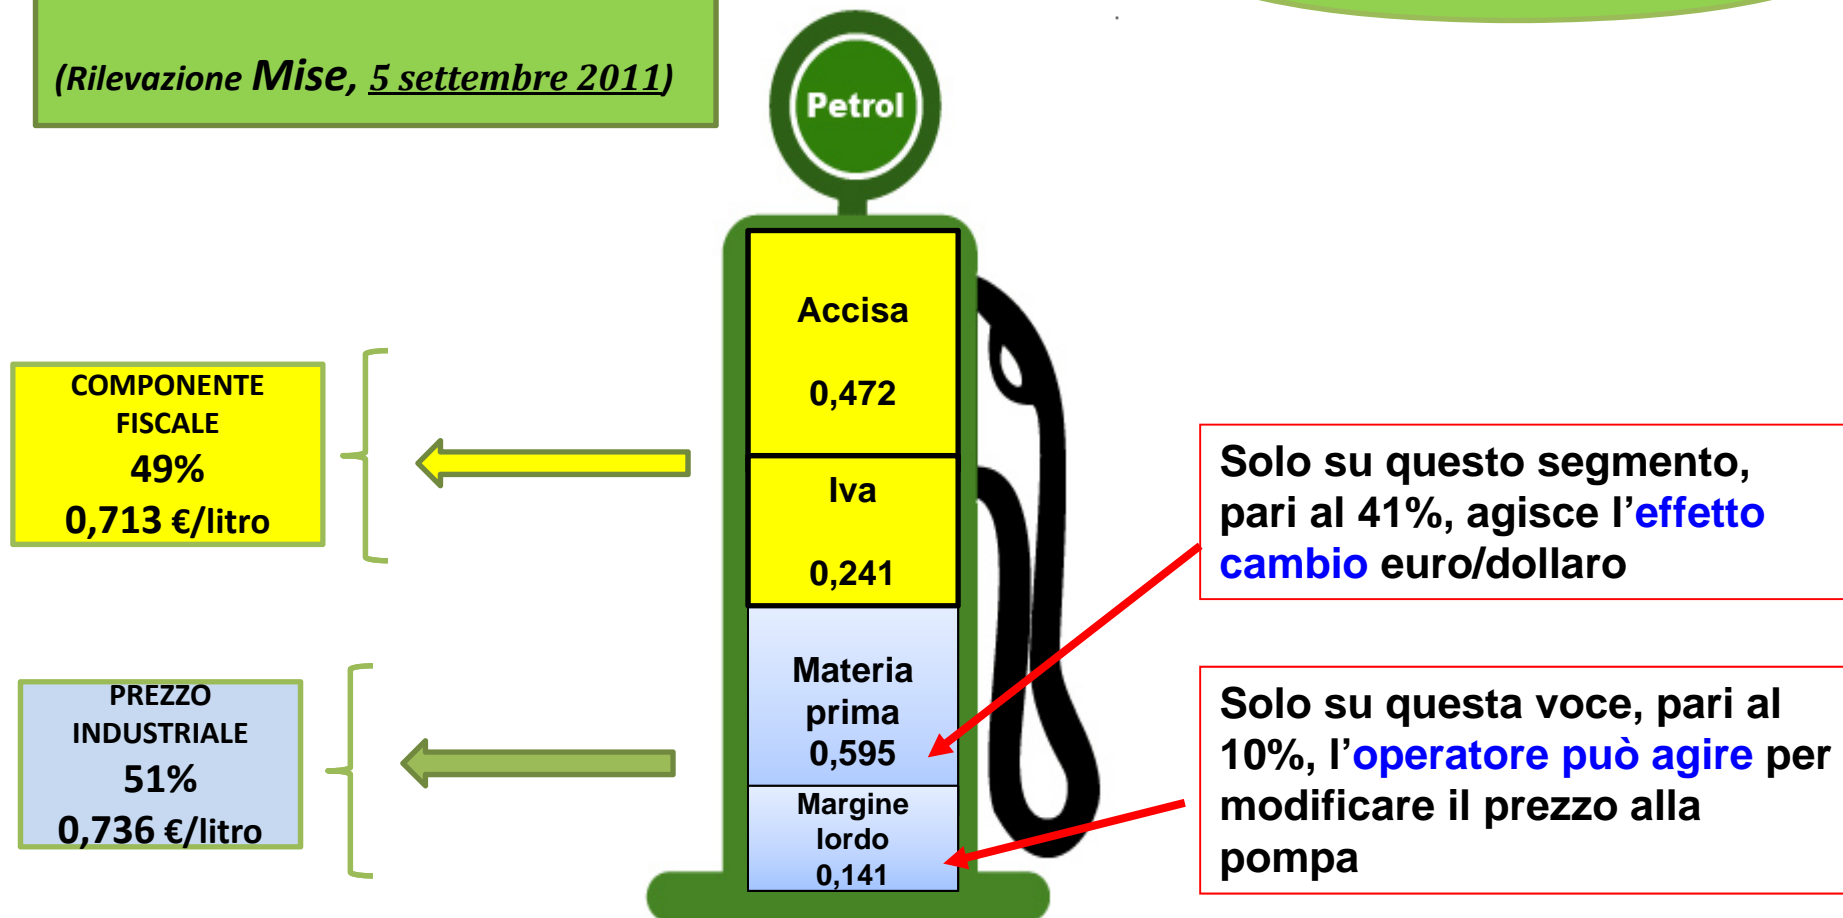 (Rilevazione Mise, 5 settembre 2011)
Petrol
Accisa
0,472
Iva
0,241
Materia
prima
0,595
Margine
lordo
0,141
COMPONENTE
FISCALE
49%
0,713 €/litro
PREZZO
INDUSTRIALE
51%
0,736 €/litro
Solo su questo segmento,
pari al 41%, agisce l’effetto
cambio euro/dollaro
Solo su questa voce, pari al
10%, l’operatore può agire per
modificare il prezzo alla
pompa